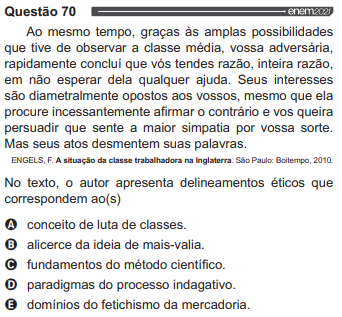 Questão 70 enem2021
Ao mesmo tempo, graças às amplas possibilidades
que tive de observar a classe média, vossa adversária,
rapidamente concluí que vós tendes razão, inteira razão,
em não esperar dela qualquer ajuda. Seus interesses
são diametralmente opostos aos vossos, mesmo que ela
procure incessantemente afirmar o contrário e vos queira
persuadir que sente a maior simpatia por vossa sorte.
Mas seus atos desmentem suas palavras.
ENGELS, F. A situação da classe trabalhadora na Inglaterra. São Paulo: Boitempo, 2010.
No texto, o autor apresenta delineamentos éticos que
correspondem ao(s)
A conceito de luta de classes.
B alicerce da ideia de mais-valia.
C fundamentos do método científico.
D paradigmas do processo indagativo.
E domínios do fetichismo da mercadoria.